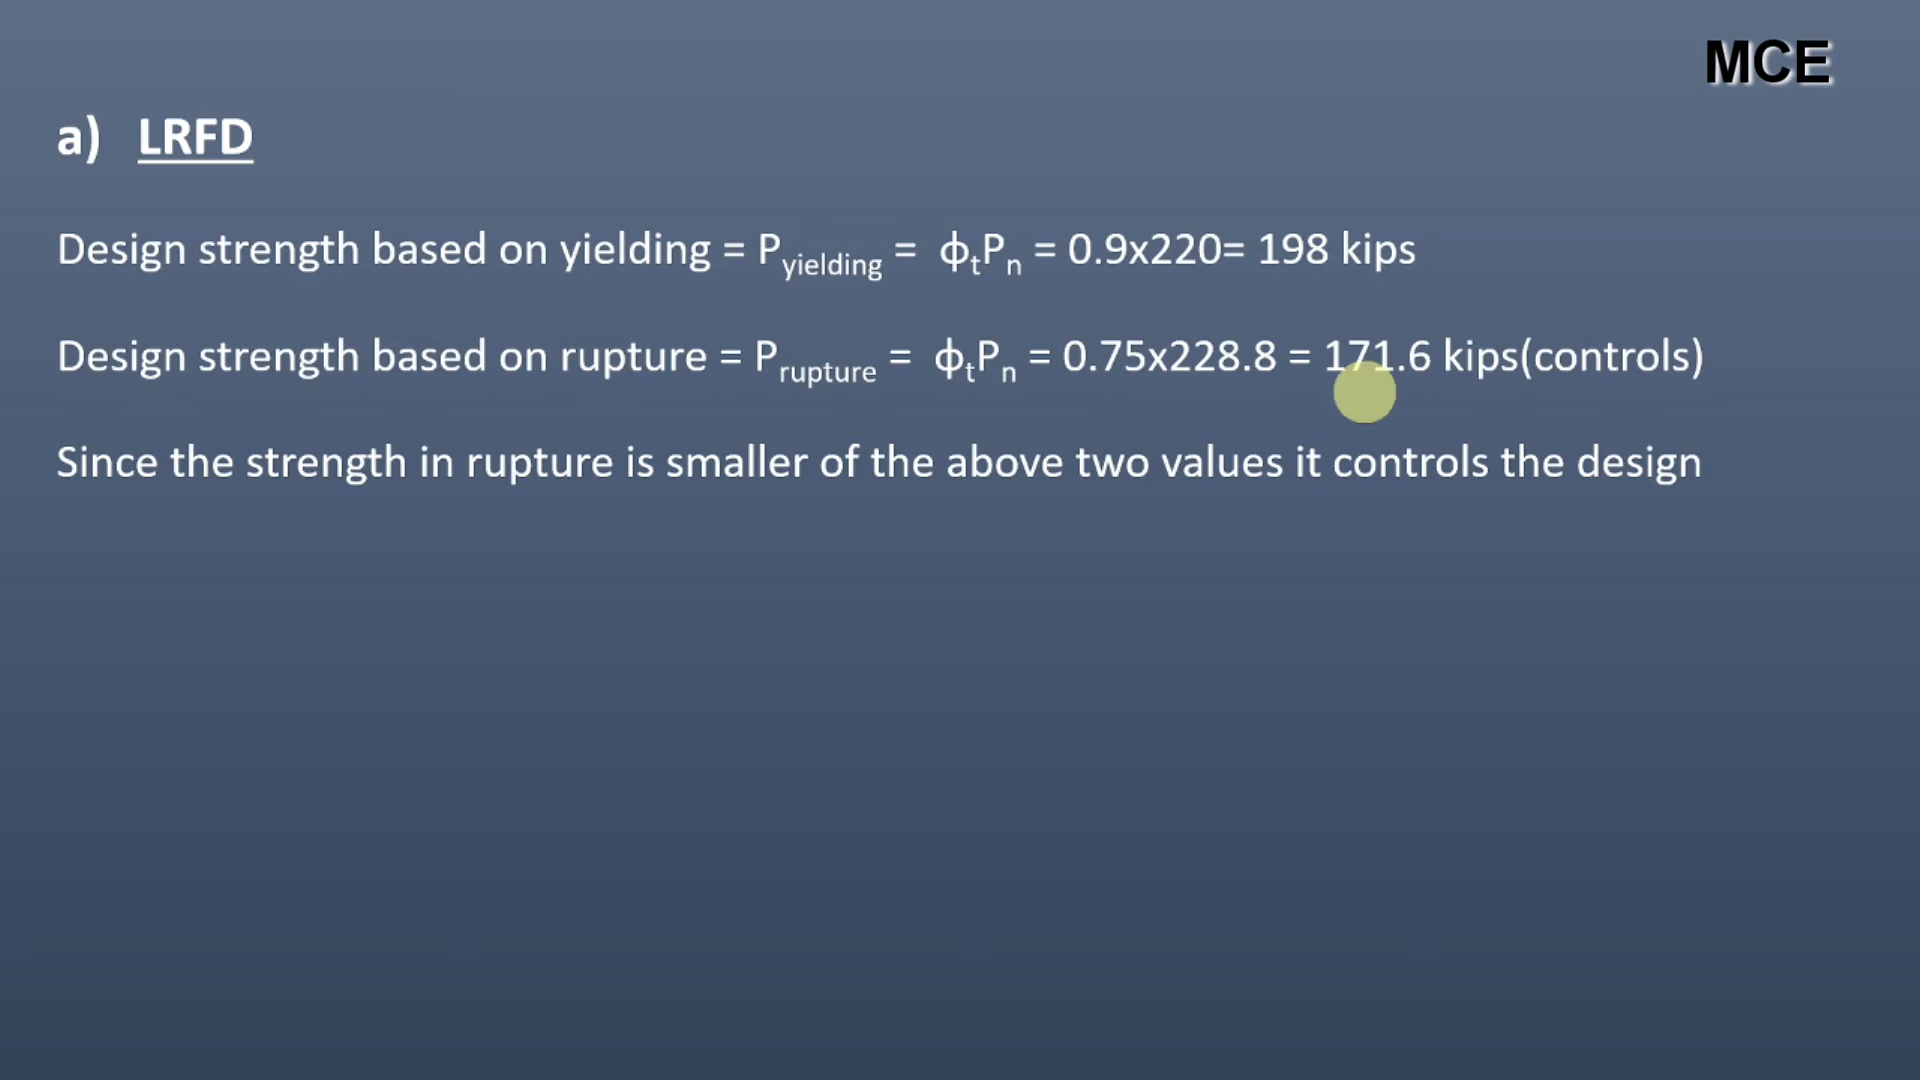 MCE
a) LRFD
Design strength based on yielding = Pyielding = ϕtPn = 0.9x220= 198 kips
Design strength based on rupture = Prupture = ϕtPn = 0.75x228.8 = 171.6 kips(controls)
Since the strength in rupture is smaller of the above two values it controls the design